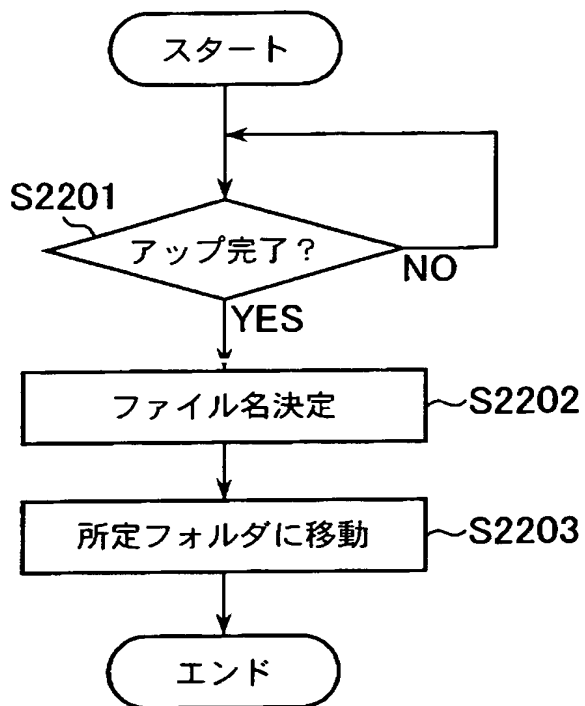 スタート
S2201
アップ完了？
NO
YES
ファイル名決定
S2202
所定フォルダに移動
S2203
エンド